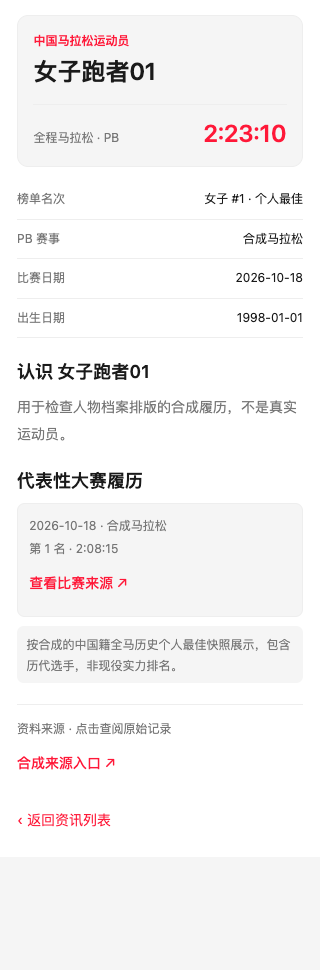 中国马拉松运动员
女子跑者01
全程马拉松 · PB
2:23:10
榜单名次
女子 #1 · 个人最佳
PB 赛事
合成马拉松
比赛日期
2026-10-18
出生日期
1998-01-01
认识 女子跑者01
用于检查人物档案排版的合成履历，不是真实
运动员。
代表性大赛履历
2026-10-18 · 合成马拉松
第 1 名 · 2:08:15
查看比赛来源 ↗
按合成的中国籍全马历史个人最佳快照展示，包含
历代选手，非现役实力排名。
资料来源 · 点击查阅原始记录
合成来源入口 ↗
‹ 返回资讯列表